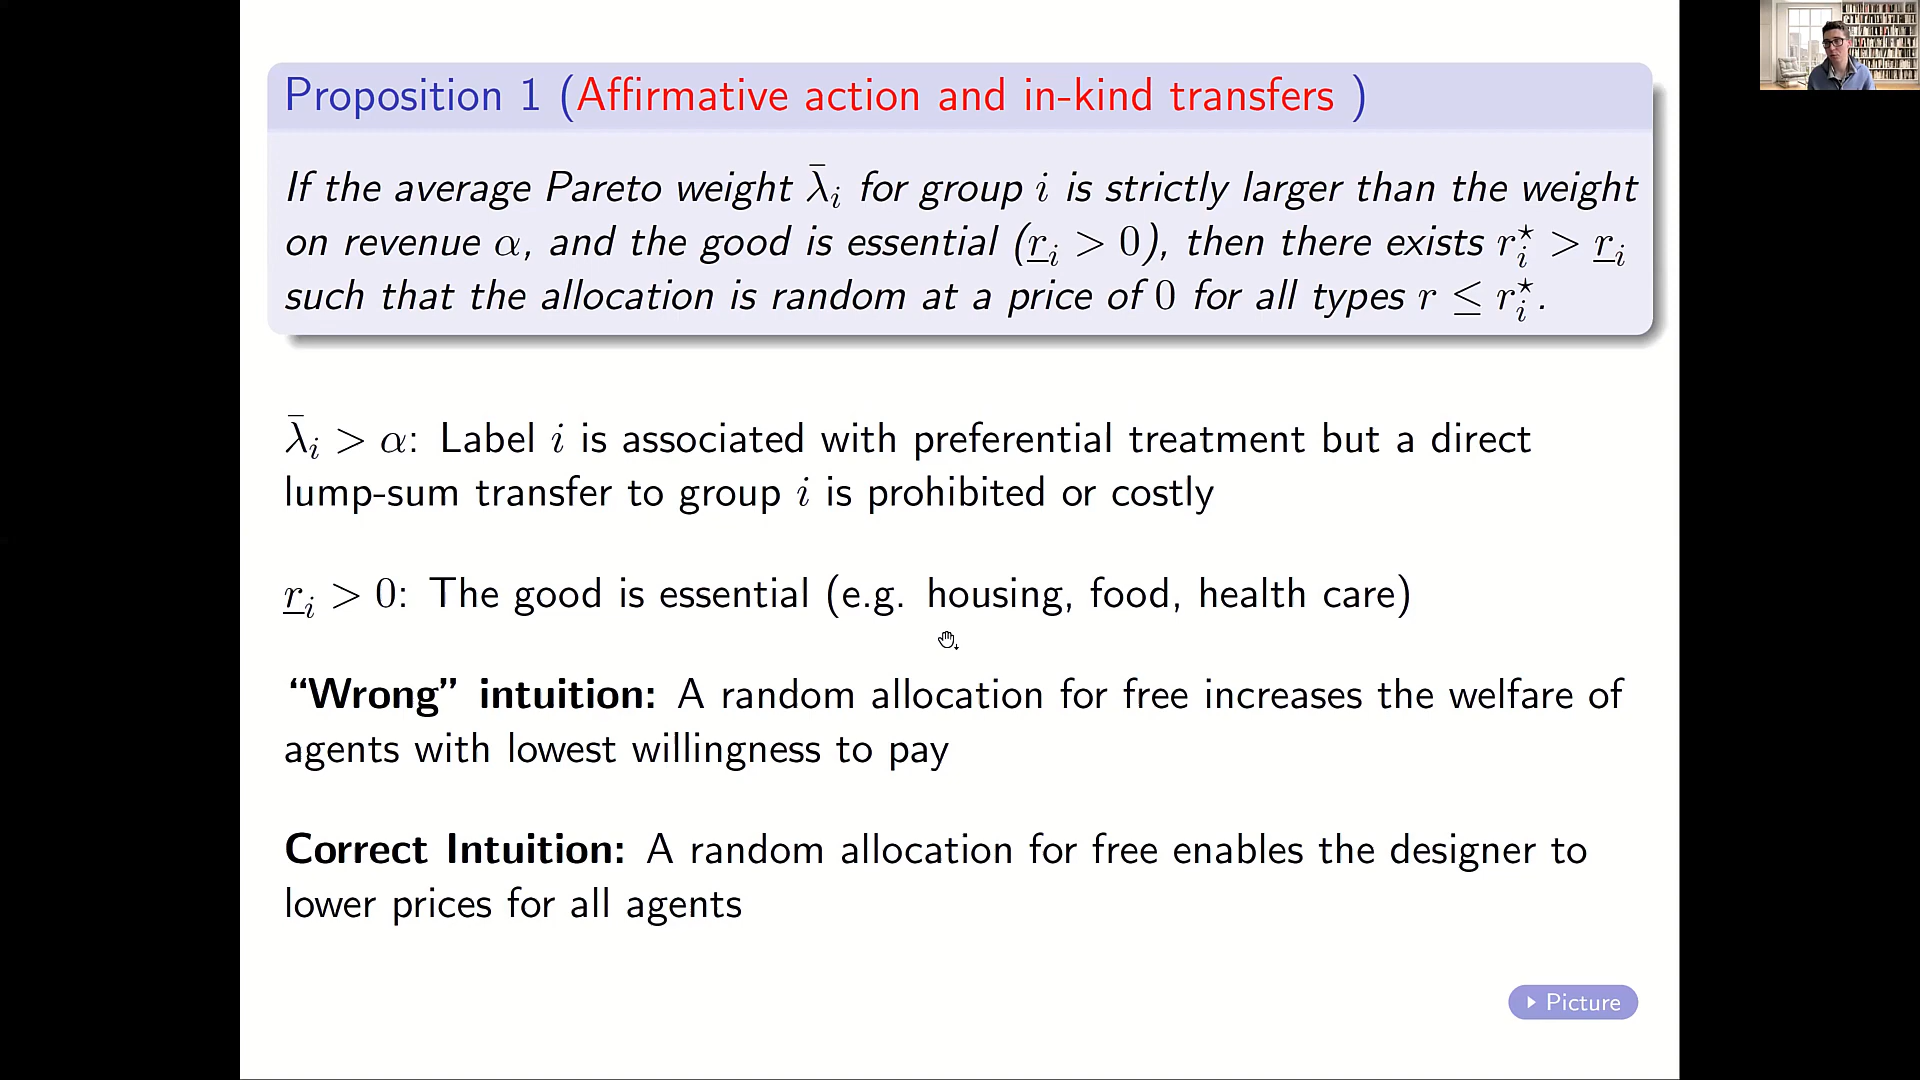 Proposition 1 (Affirmative action and in-kind transfers )
If the average Pareto weight λ̄ᵢ for group i is strictly larger than the weight
on revenue α, and the good is essential (r̲ᵢ > 0), then there exists rᵢ⋆ > r̲ᵢ
such that the allocation is random at a price of 0 for all types r ≤ rᵢ⋆.
λ̄ᵢ > α: Label i is associated with preferential treatment but a direct
lump-sum transfer to group i is prohibited or costly
r̲ᵢ > 0: The good is essential (e.g. housing, food, health care)
“Wrong” intuition: A random allocation for free increases the welfare of
agents with lowest willingness to pay
Correct Intuition: A random allocation for free enables the designer to
lower prices for all agents
Picture